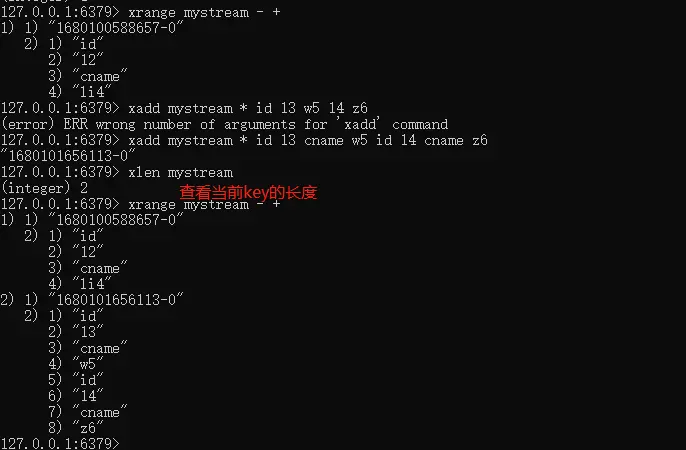 (integer)
127.0.0.1:6379> xrange mystream - +
1) 1) "1680100588657-0"
2) 1) "id"
2) "12"
3) "cname"
4) "li4"
127.0.0.1:6379> xadd mystream * id 13 w5 14 z6
(error) ERR wrong number of arguments for 'xadd' command
127.0.0.1:6379> xadd mystream * id 13 cname w5 id 14 cname z6
"1680101656113-0"
127.0.0.1:6379> xlen mystream
(integer) 2
查看当前key的长度
127.0.0.1:6379> xrange mystream - +
1) 1) "1680100588657-0"
2) 1) "id"
2) "12"
3) "cname"
4) "li4"
2) 1) "1680101656113-0"
2) 1) "id"
2) "13"
3) "cname"
4) "w5"
5) "id"
6) "14"
7) "cname"
8) "z6"
127.0.0.1:6379>